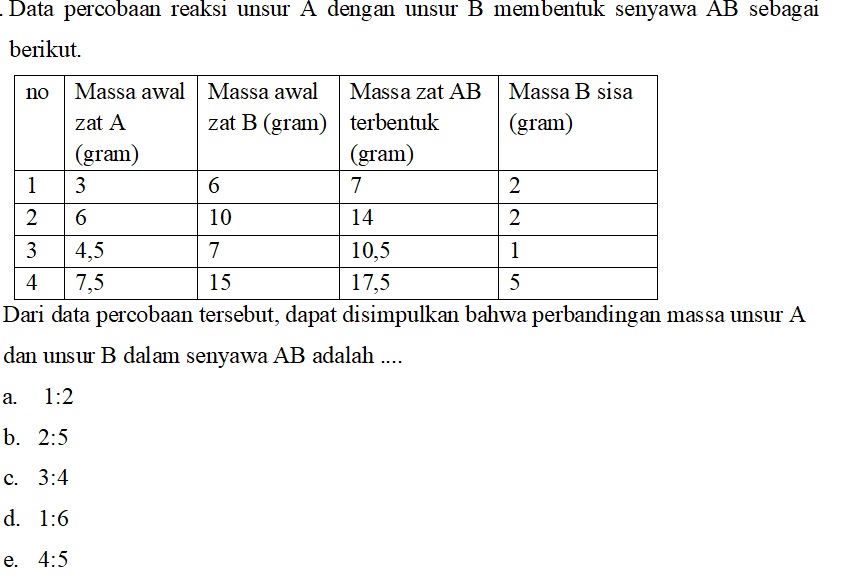 . Data percobaan reaksi unsur A dengan unsur B membentuk senyawa AB sebagai
berikut.
no Massa awal zat A (gram) Massa awal zat B (gram) Massa zat AB terbentuk (gram) Massa B sisa (gram)
1 3 6 7 2
2 6 10 14 2
3 4,5 7 10,5 1
4 7,5 15 17,5 5
Dari data percobaan tersebut, dapat disimpulkan bahwa perbandingan massa unsur A
dan unsur B dalam senyawa AB adalah ....
a. 1:2
b. 2:5
c. 3:4
d. 1:6
e. 4:5